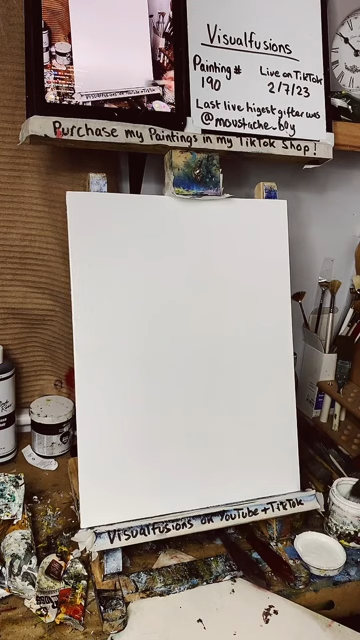 Visualfusions
Painting#
190
Live on TikTok
2/7/23
Last live higest gifter was
@moustache_boy
Purchase my Paintings in my TikTok Shop!
Visualfusions on YouTube + TikTok